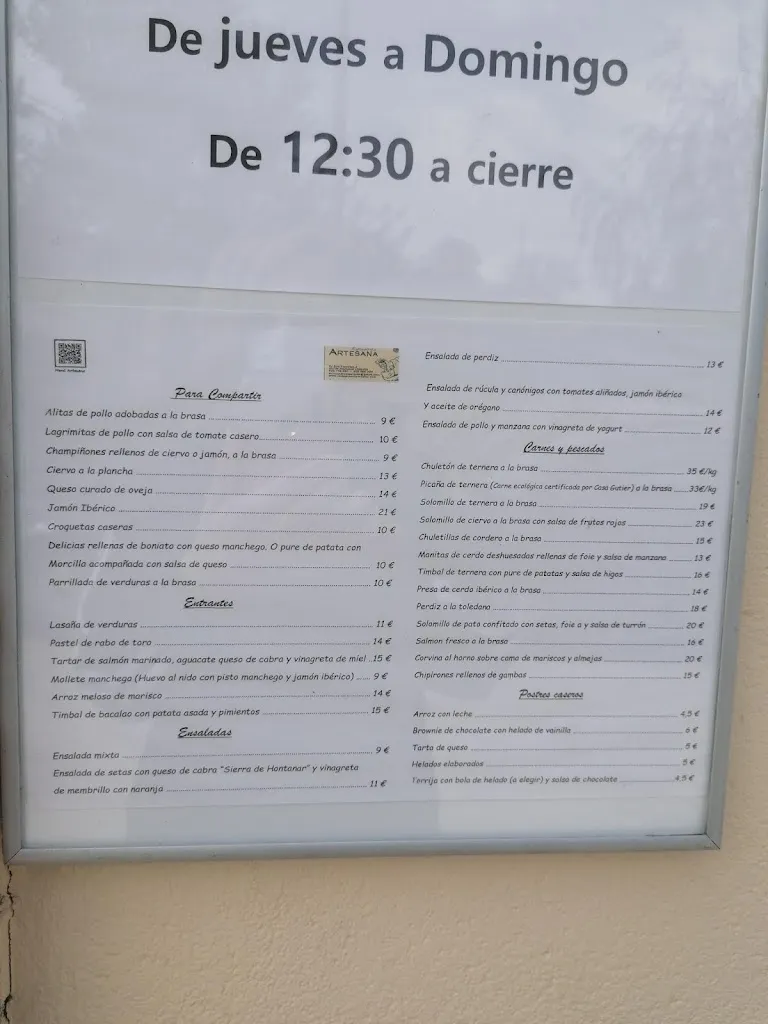 De jueves a Domingo
De 12:30 a cierre
ARTESANA
Para Compartir
Alitas de pollo adobadas a la brasa 9 €
Lagrimitas de pollo con salsa de tomate casero 10 €
Champiñones rellenos de ciervo o jamón, a la brasa 9 €
Ciervo a la plancha 13 €
Queso curado de oveja 14 €
Jamón Ibérico 21 €
Croquetas caseras 10 €
Delicias rellenas de boniato con queso manchego. O pure de patata con
Morcilla acompañada con salsa de queso 10 €
Parrillada de verduras a la brasa 10 €
Entrantes
Lasaña de verduras 11 €
Pastel de rabo de toro 14 €
Tartar de salmón marinado, aguacate queso de cabra y vinagreta de miel 15 €
Mollete manchego (Huevo al nido con pisto manchego y jamón ibérico) 9 €
Arroz meloso de marisco 14 €
Timbal de bacalao con patata asada y pimientos 15 €
Ensaladas
Ensalada mixta 9 €
Ensalada de setas con queso de cabra "Sierra de Hontanar" y vinagreta
de membrillo con naranja 11 €
Ensalada de perdiz 13 €
Ensalada de rúcula y canónigos con tomates aliñados, jamón ibérico
Y aceite de orégano 14 €
Ensalada de pollo y manzana con vinagreta de yogurt 12 €
Carnes y pescados
Chuletón de ternera a la brasa 35 €/kg
Picaña de ternera (Carne ecológica certificada por Casa Gutier) a la brasa 33€/kg
Solomillo de ternera a la brasa 19 €
Solomillo de ciervo a la brasa con salsa de frutos rojos 23 €
Chuletillas de cordero a la brasa 15 €
Manitas de cerdo deshuesadas rellenas de foie y salsa de manzana 13 €
Timbal de ternera con pure de patatas y salsa de higos 16 €
Presa de cerdo ibérico a la brasa 14 €
Perdiz a la toledana 18 €
Solomillo de pato confitado con setas, foie a y salsa de turrón 20 €
Salmon fresco a la brasa 16 €
Corvina al horno sobre cama de mariscos y almejas 20 €
Chipirones rellenos de gambas 15 €
Postres caseros
Arroz con leche 4,5 €
Brownie de chocolate con helado de vainilla 6 €
Tarta de queso 5 €
Helados elaborados 5 €
Torrija con bola de helado (a elegir) y salsa de chocolate 4,5 €